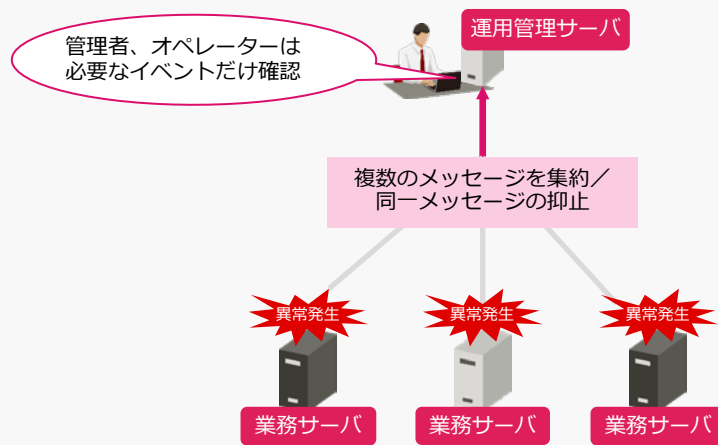 運用管理サーバ
管理者、オペレーターは
必要なイベントだけ確認
複数のメッセージを集約／
同一メッセージの抑止
異常発生
異常発生
異常発生
業務サーバ
業務サーバ
業務サーバ